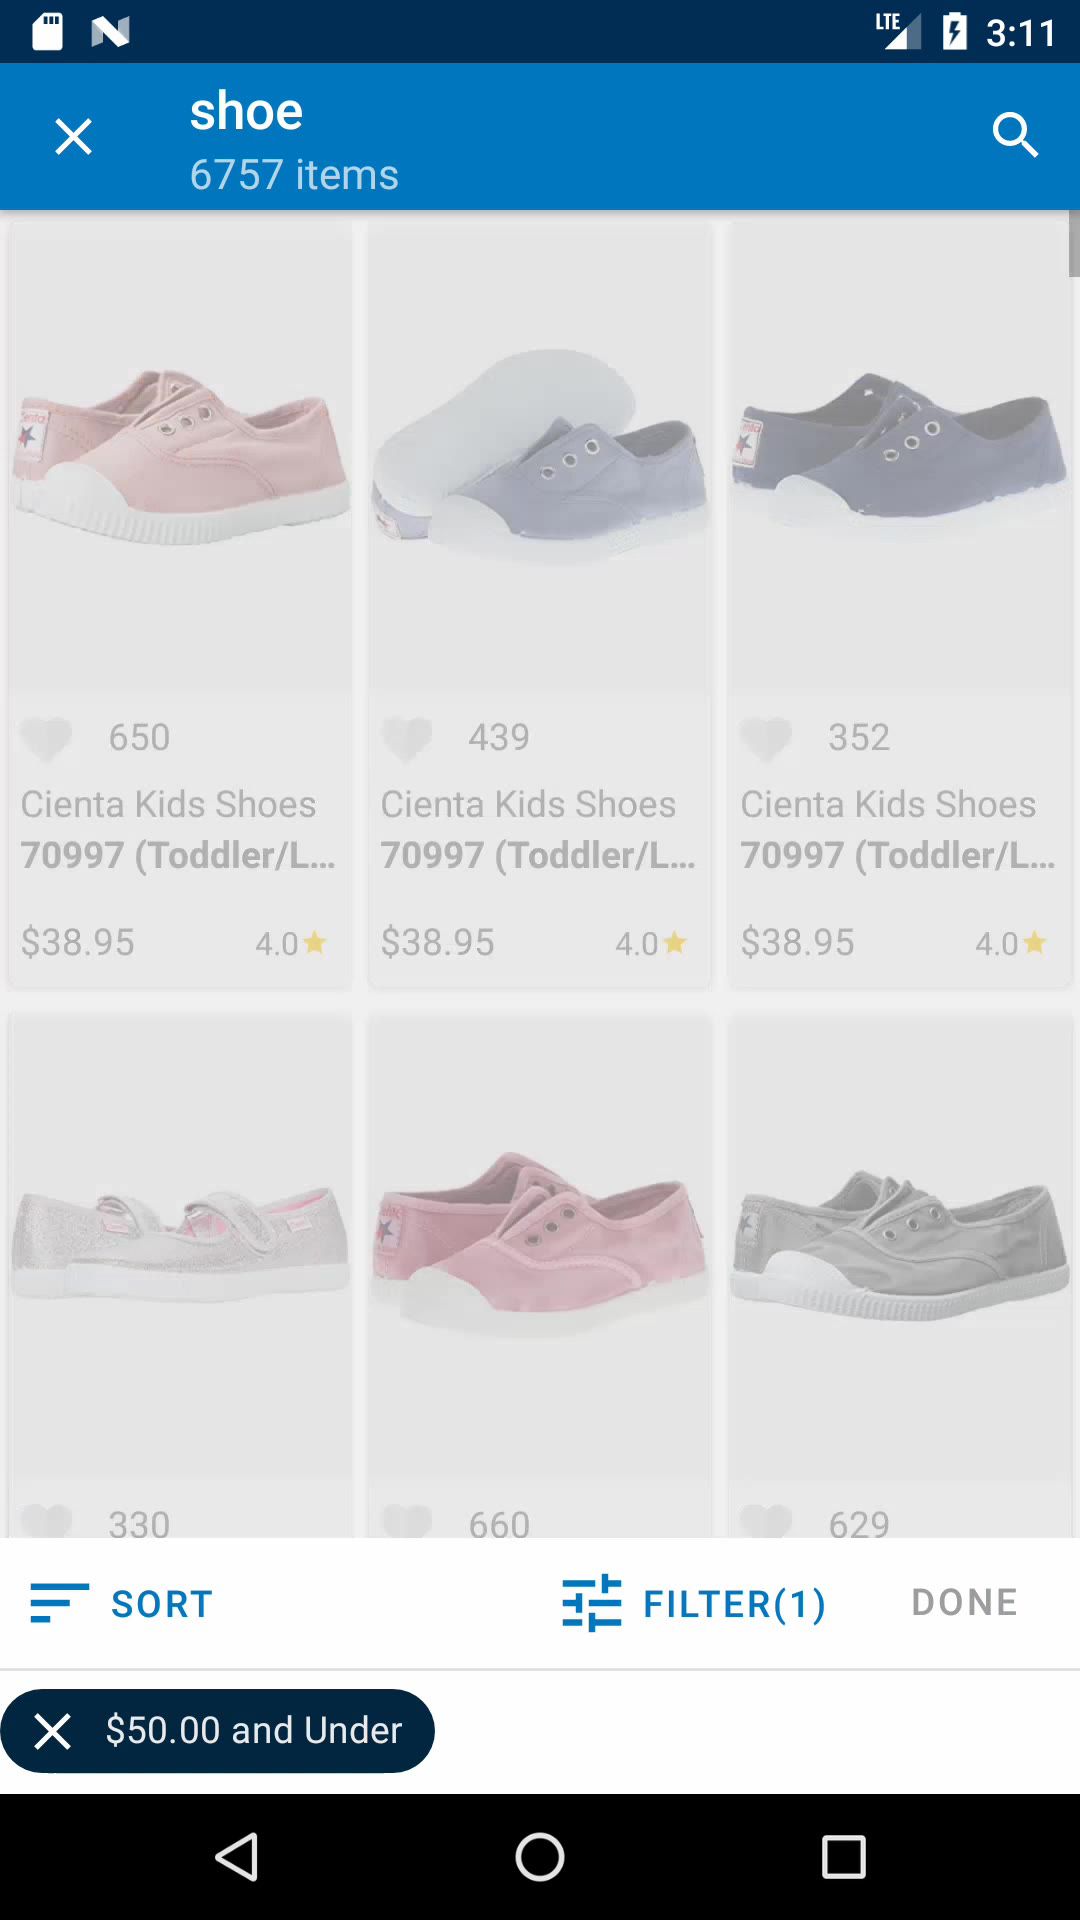 LTE 3:11
shoe
6757 items
650 439 352
Cienta Kids Shoes Cienta Kids Shoes Cienta Kids Shoes
70997 (Toddler/L... 70997 (Toddler/L... 70997 (Toddler/L...
$38.95 4.0 $38.95 4.0 $38.95 4.0
330 660 629
SORT FILTER(1) DONE
$50.00 and Under